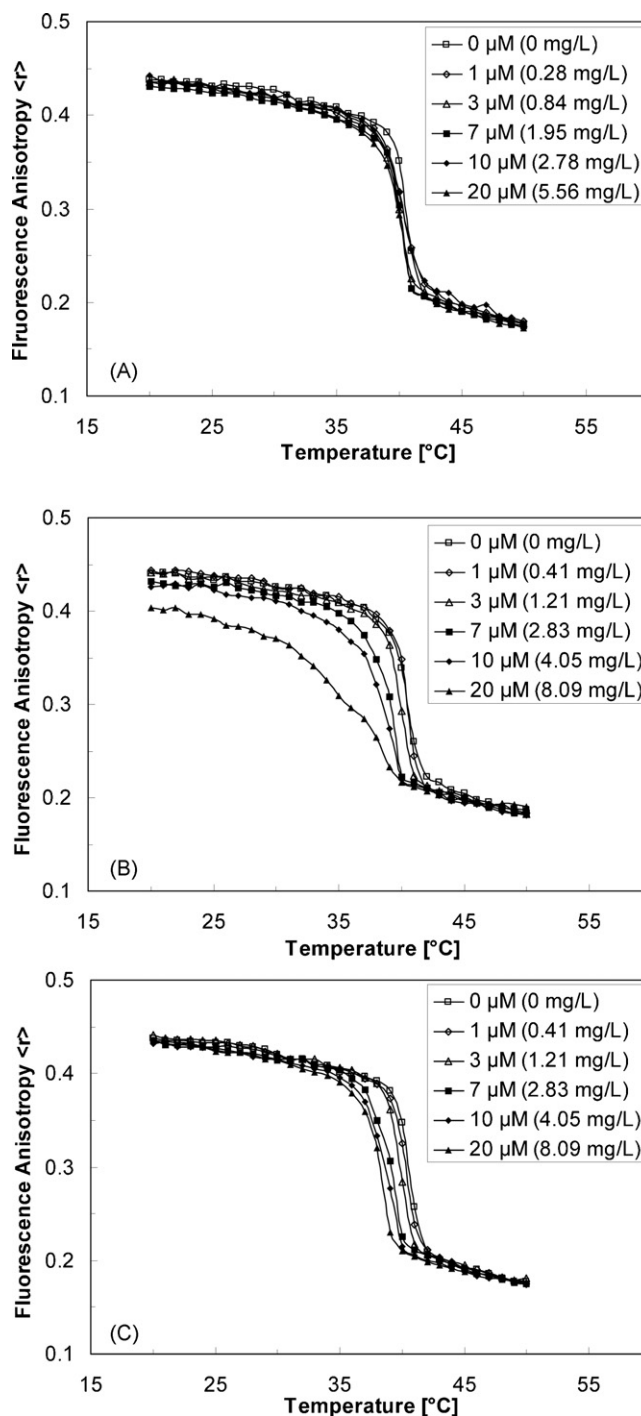 0.5
0.4
0.3
0.2
0.1
FIruorescence Anisotropy <r>
0 µM (0 mg/L)
1 µM (0.28 mg/L)
3 µM (0.84 mg/L)
7 µM (1.95 mg/L)
10 µM (2.78 mg/L)
20 µM (5.56 mg/L)
(A)
15 25 35 45 55
Temperature [°C]
0.5
0.4
0.3
0.2
0.1
Fluorescence Anisotropy <r>
0 µM (0 mg/L)
1 µM (0.41 mg/L)
3 µM (1.21 mg/L)
7 µM (2.83 mg/L)
10 µM (4.05 mg/L)
20 µM (8.09 mg/L)
(B)
15 25 35 45 55
Temperature [°C]
0.5
0.4
0.3
0.2
0.1
Fluorescence Anisotropy <r>
0 µM (0 mg/L)
1 µM (0.41 mg/L)
3 µM (1.21 mg/L)
7 µM (2.83 mg/L)
10 µM (4.05 mg/L)
20 µM (8.09 mg/L)
(C)
15 25 35 45 55
Temperature [°C]